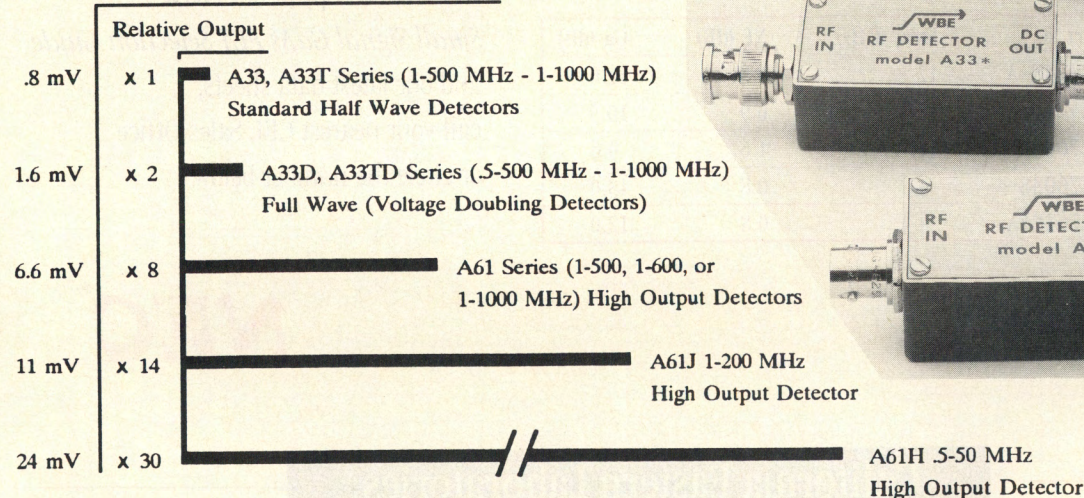 Relative Output
.8 mV x 1 A33, A33T Series (1-500 MHz - 1-1000 MHz)
Standard Half Wave Detectors
1.6 mV x 2 A33D, A33TD Series (.5-500 MHz - 1-1000 MHz)
Full Wave (Voltage Doubling Detectors)
6.6 mV x 8 A61 Series (1-500, 1-600, or
1-1000 MHz) High Output Detectors
11 mV x 14 A61J 1-200 MHz
High Output Detector
24 mV x 30 A61H .5-50 MHz
High Output Detector
WBE
RF IN RF DETECTOR DC OUT
model A33*
WBE
RF IN RF DETEC
model A